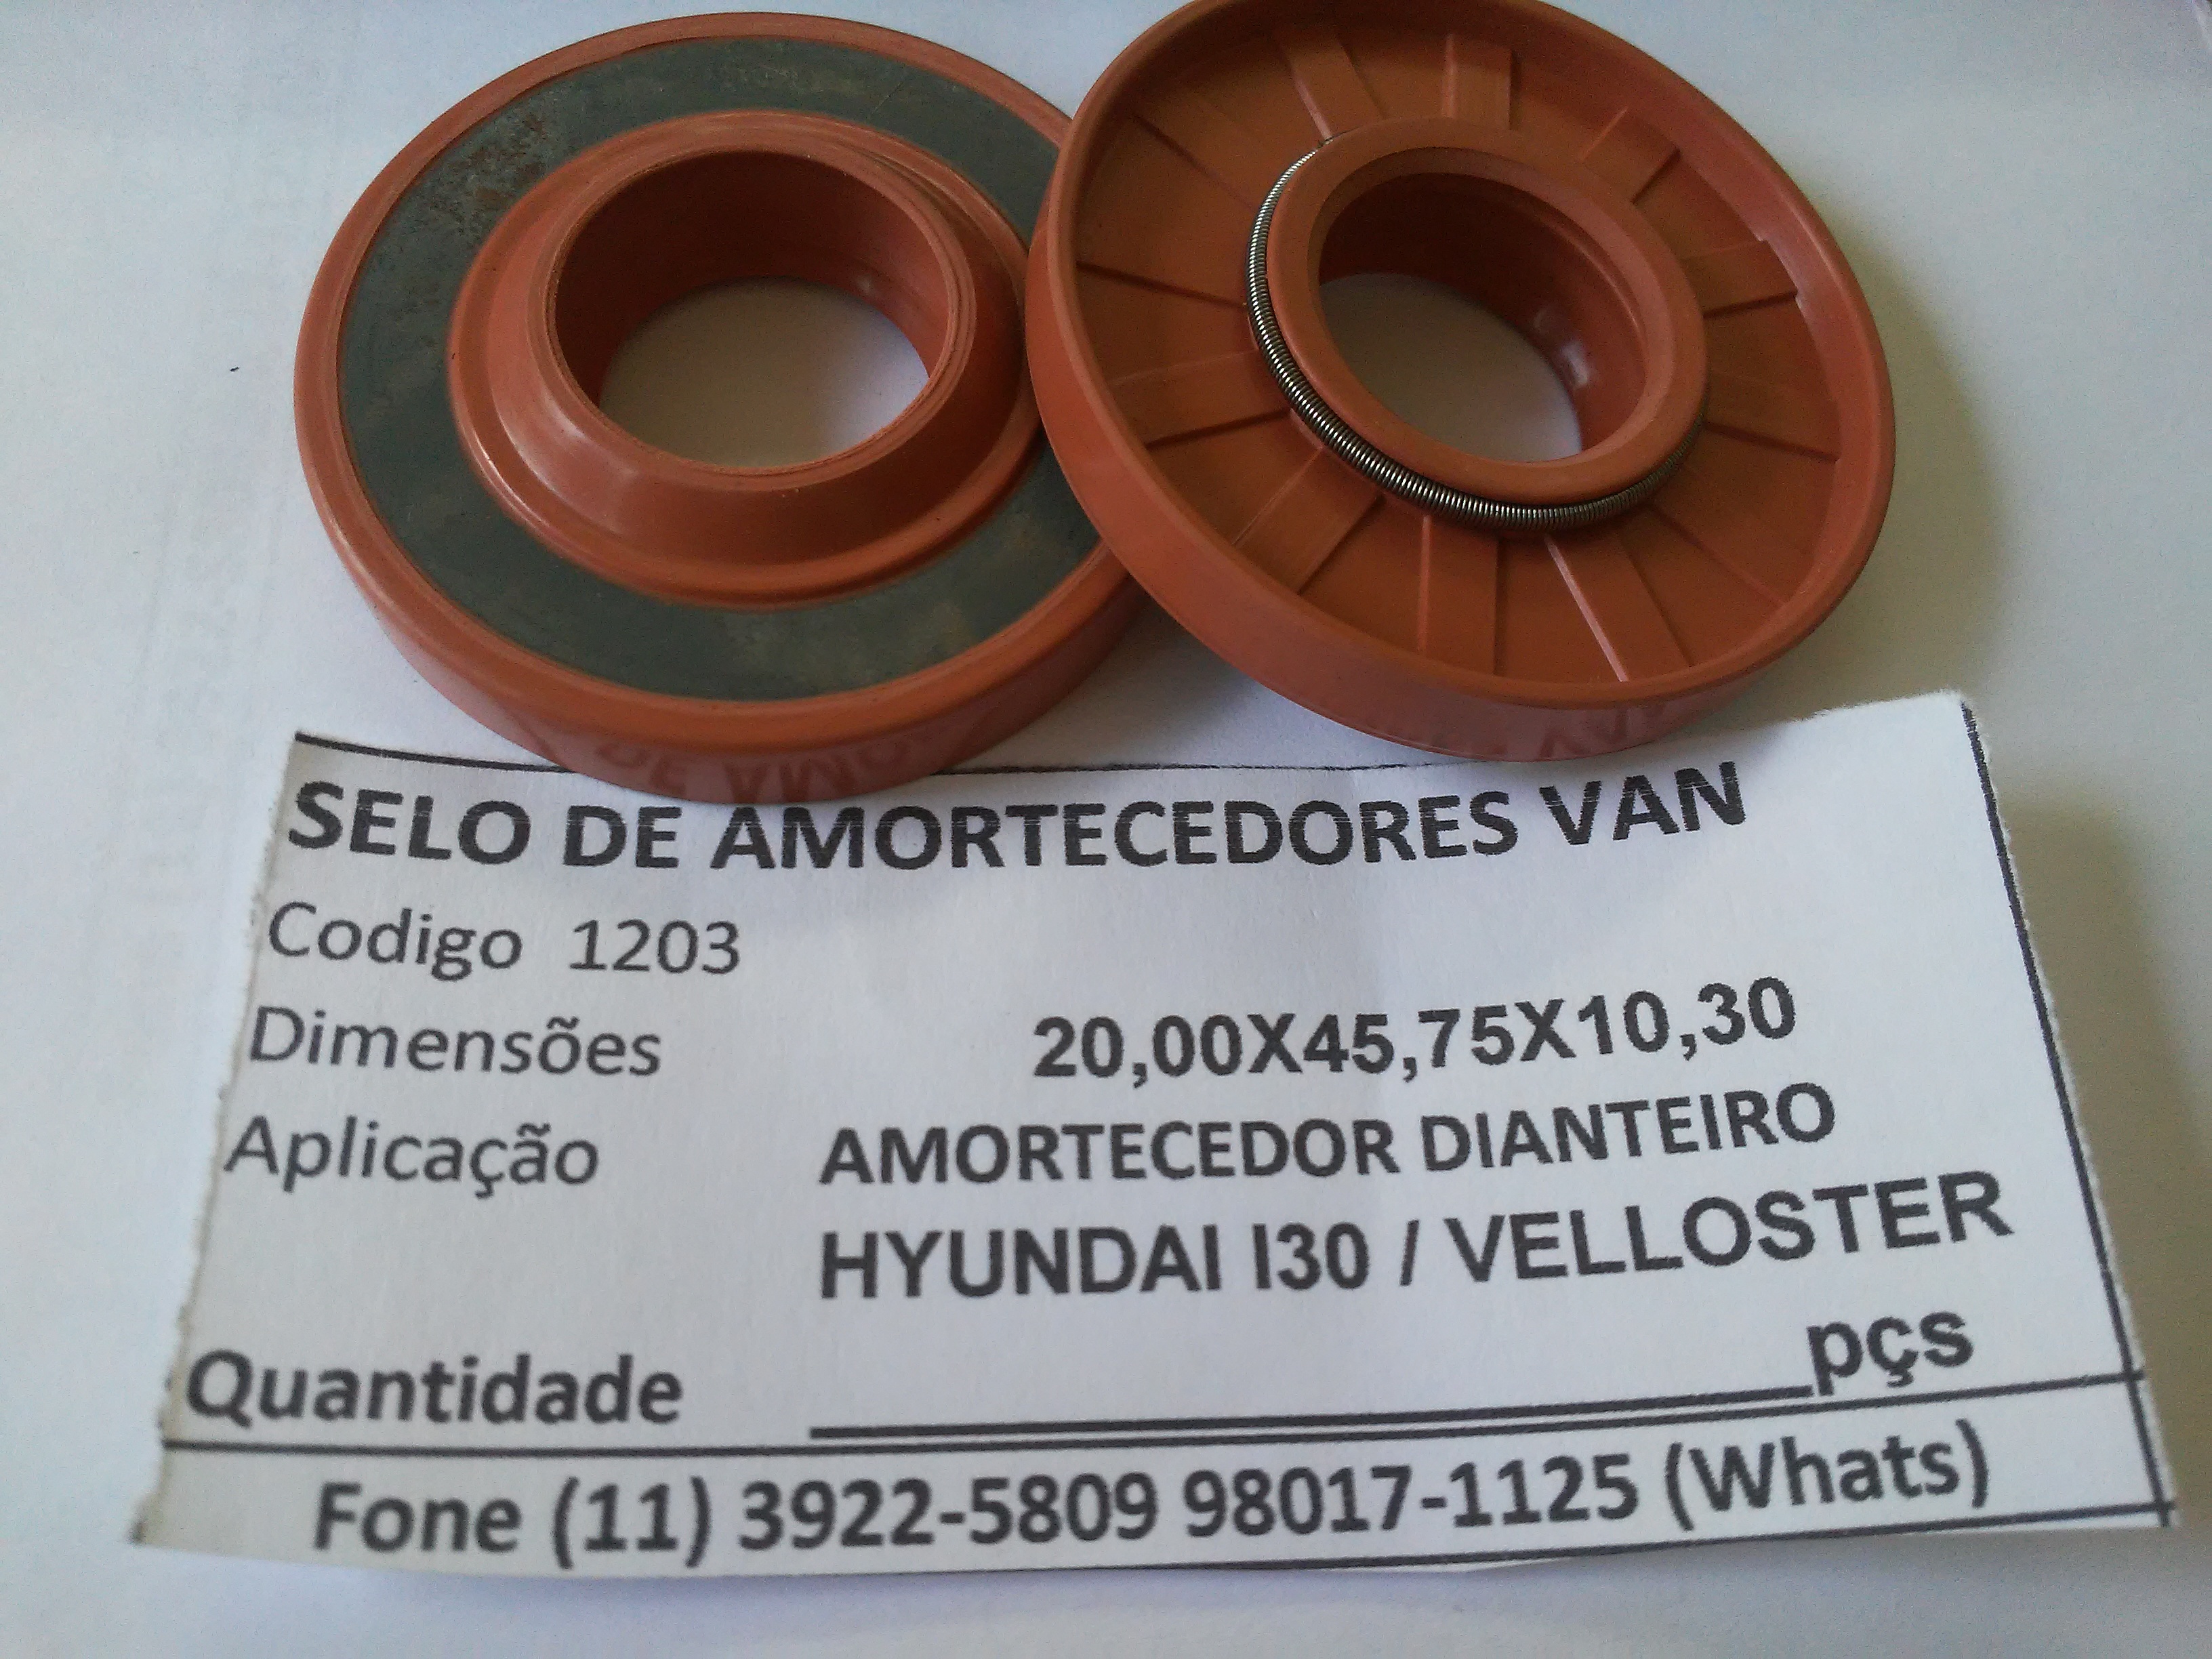 SELO DE AMORTECEDORES VAN
Codigo 1203
Dimensões 20,00X45,75X10,30
Aplicação AMORTECEDOR DIANTEIRO
HYUNDAI I30 / VELLOSTER
Quantidade ____________________pçs
Fone (11) 3922-5809 98017-1125 (Whats)